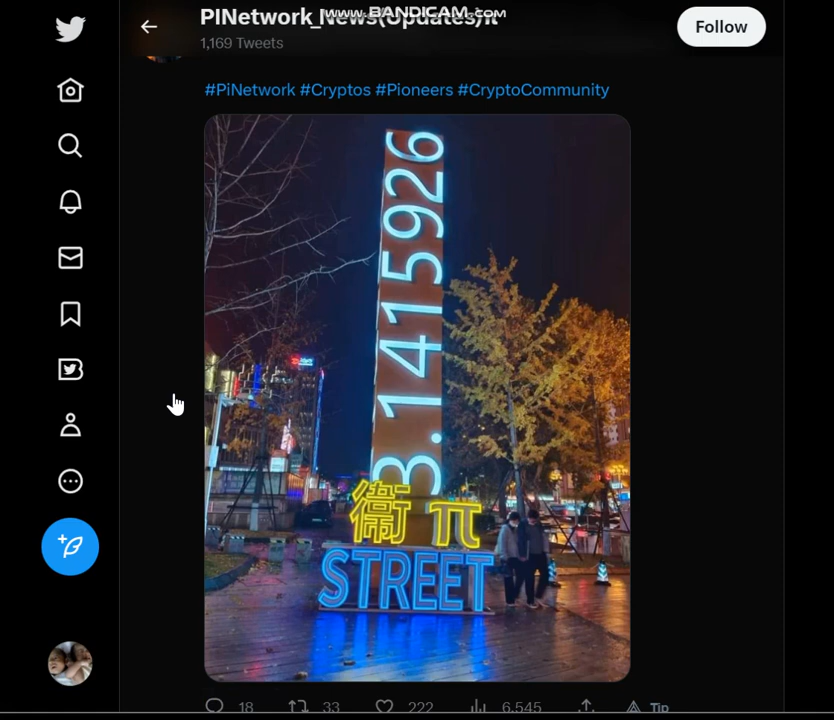 PINetwork_News(Updates)π
www.BANDICAM.com
1,169 Tweets
Follow
#PiNetwork #Cryptos #Pioneers #CryptoCommunity
3.1415926
衛 π
STREET
18
33
222
6,545
Tip